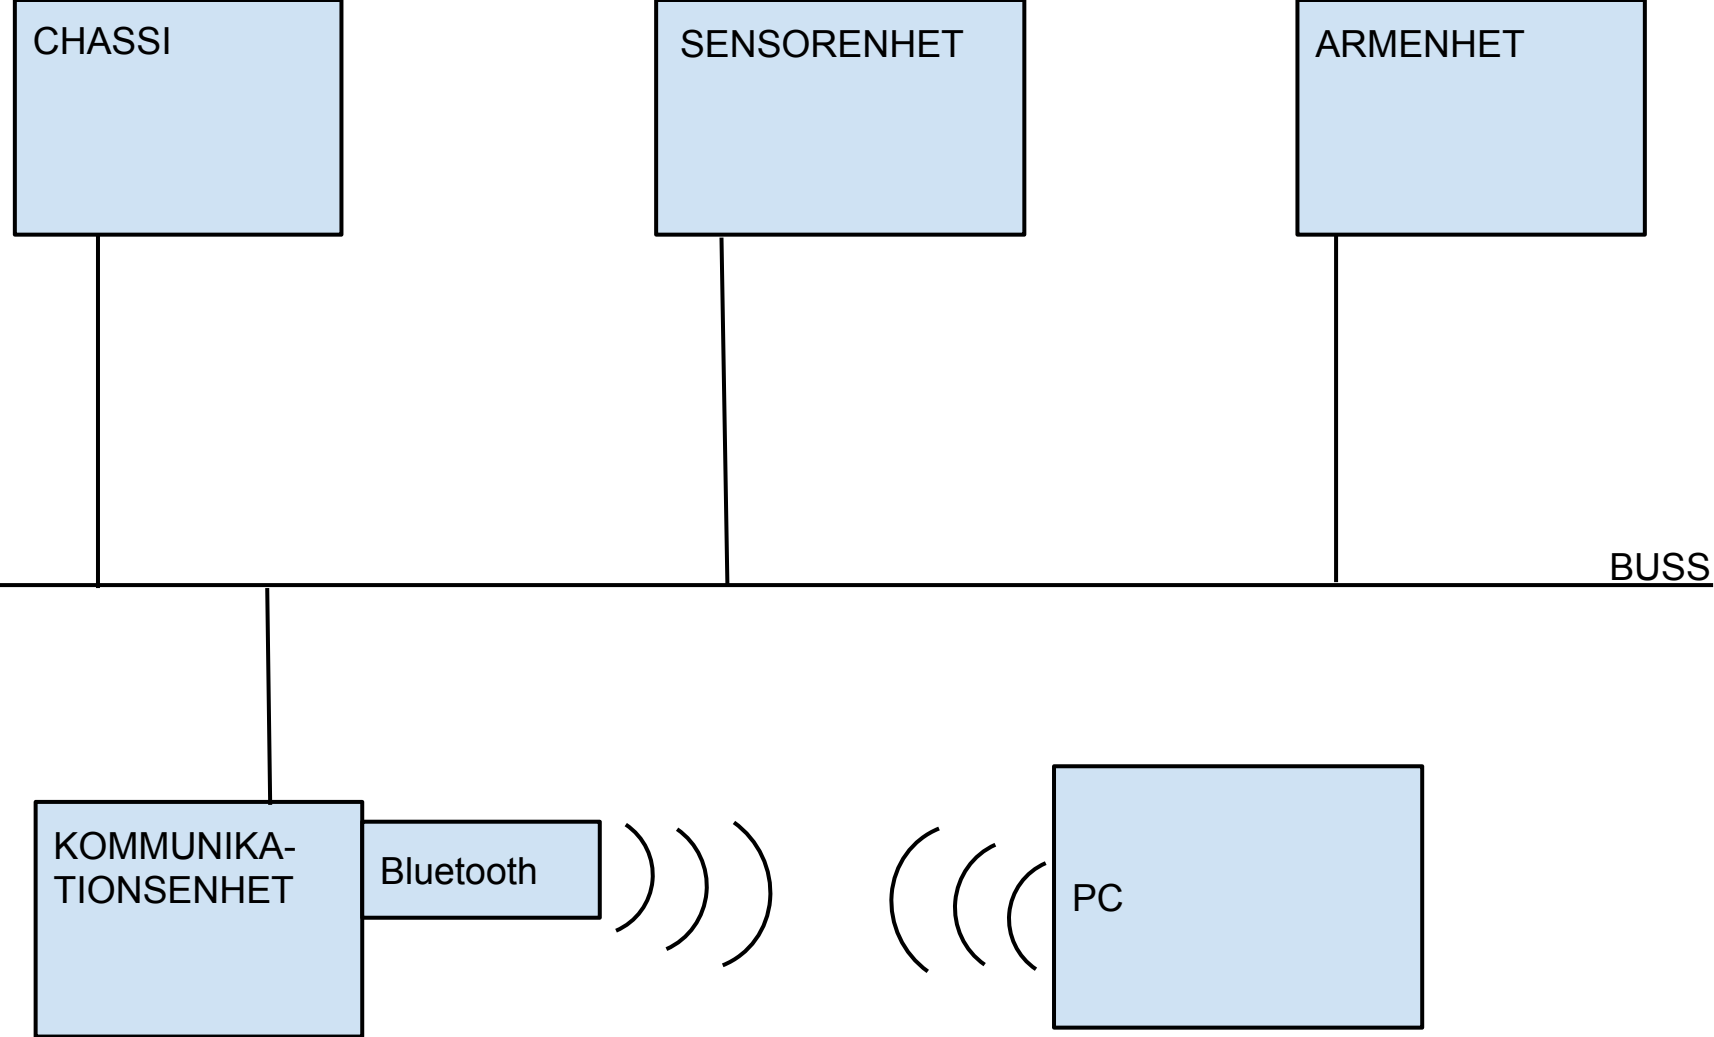 CHASSI
SENSORENHET
ARMENHET
BUSS
KOMMUNIKA-
TIONSENHET
Bluetooth
PC